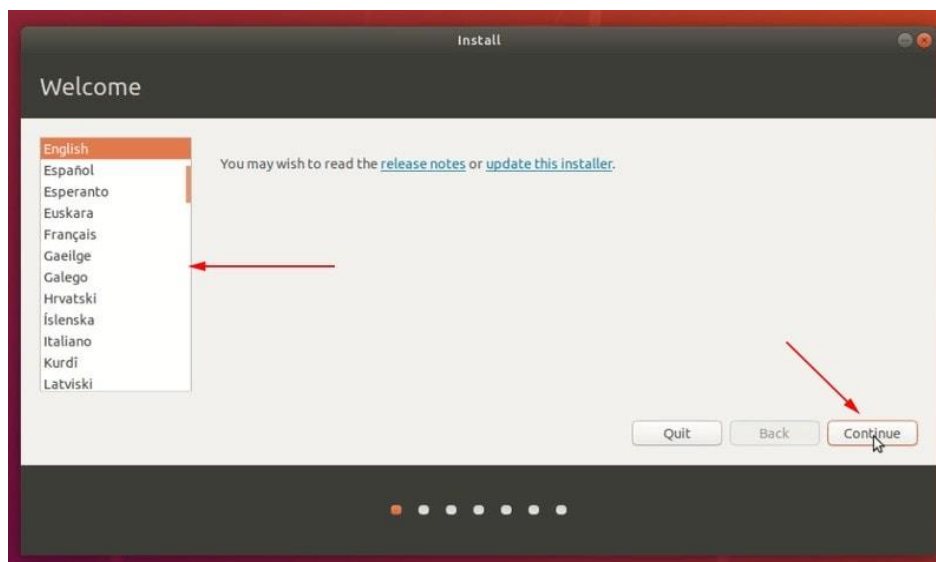 Install
Welcome
English
Español
Esperanto
Euskara
Français
Gaeilge
Galego
Hrvatski
Íslenska
Italiano
Kurdî
Latviski
You may wish to read the release notes or update this installer.
Quit
Back
Continue